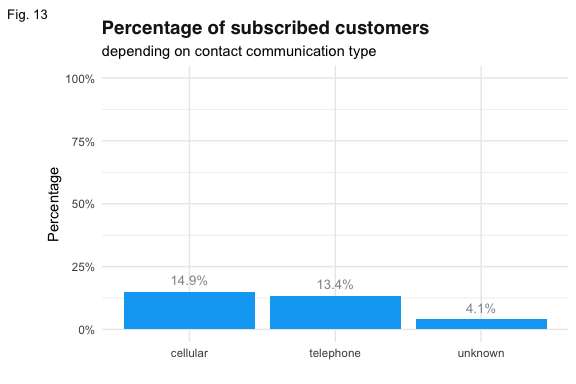 Fig. 13
Percentage of subscribed customers
depending on contact communication type
Percentage
100%
75%
50%
25%
0%
14.9%
13.4%
4.1%
cellular
telephone
unknown